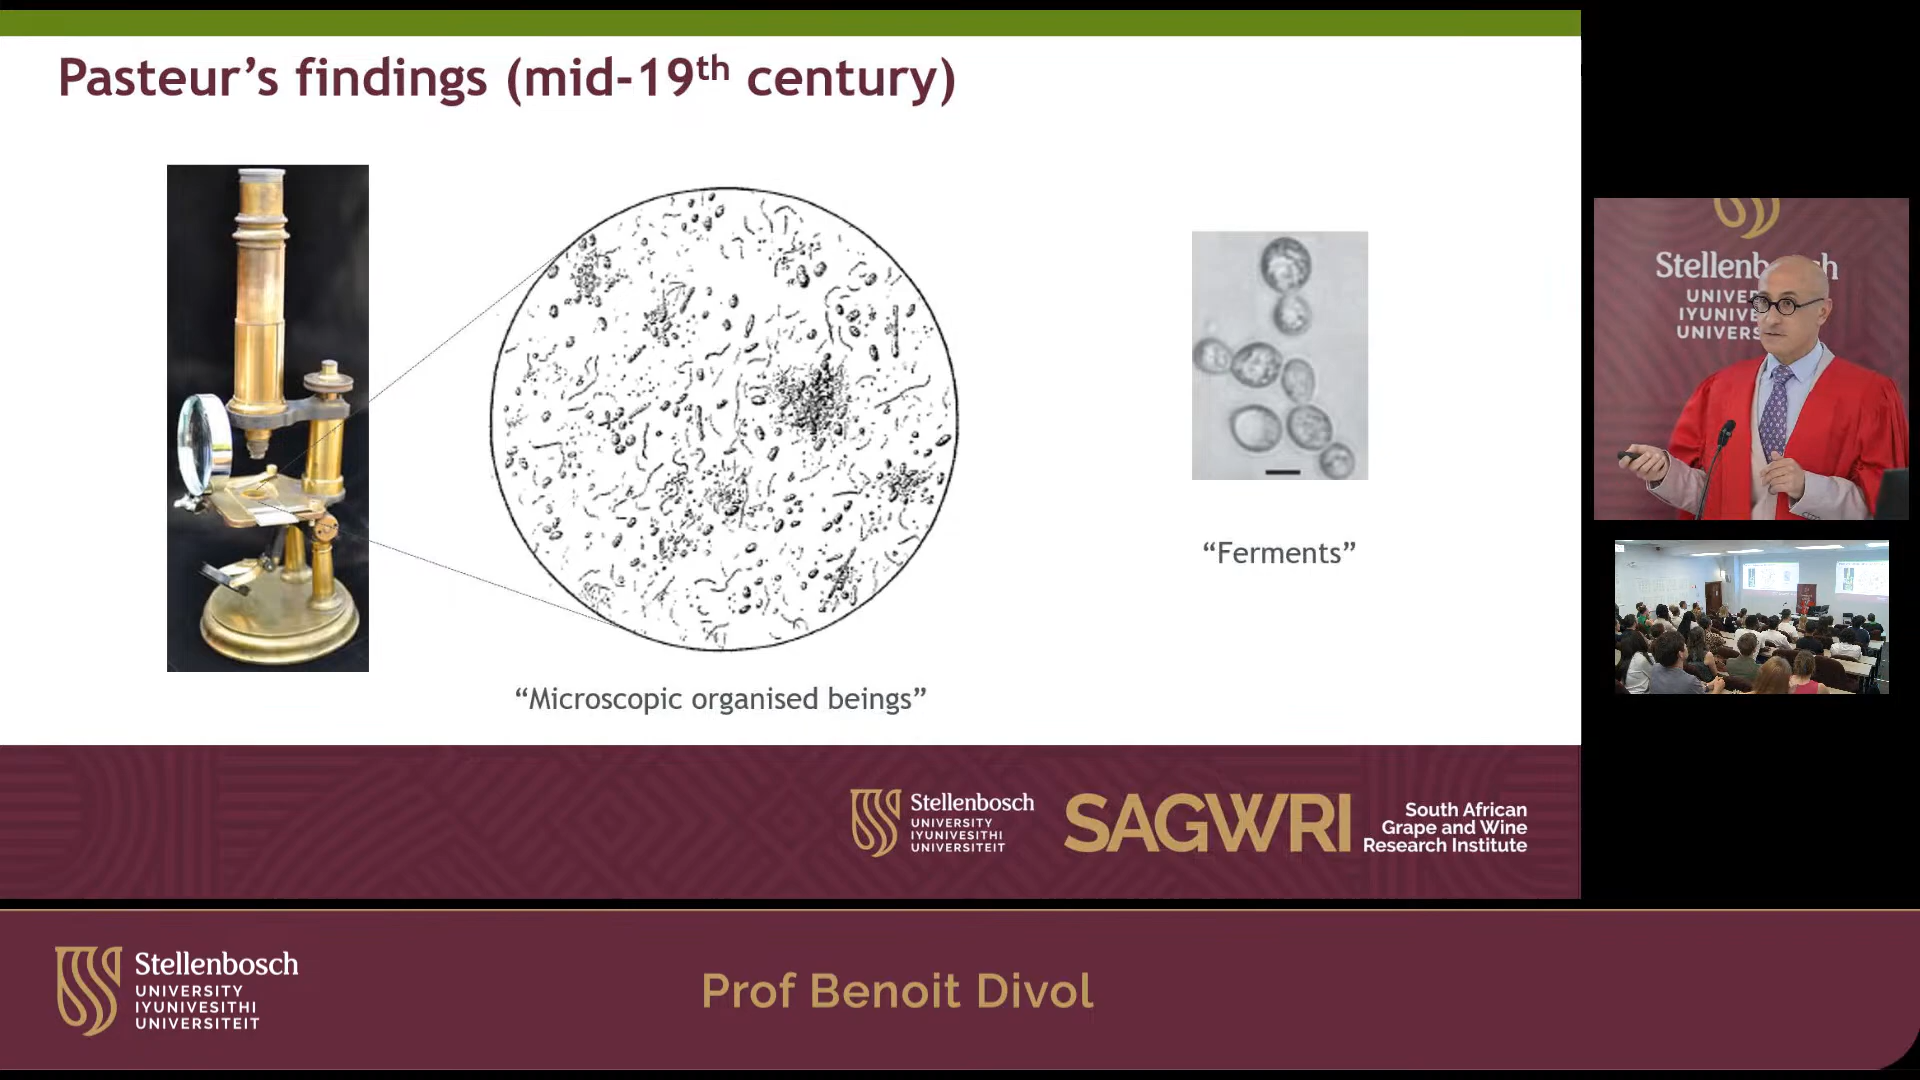 Pasteur’s findings (mid-19th century)
“Microscopic organised beings”
“Ferments”
Stellenbosch
UNIVERSITY
IYUNIVESITHI
UNIVERSITEIT
SAGWRI
South African
Grape and Wine
Research Institute
Stellenbosch
UNIVERSITY
IYUNIVESITHI
UNIVERSITEIT
Prof Benoit Divol